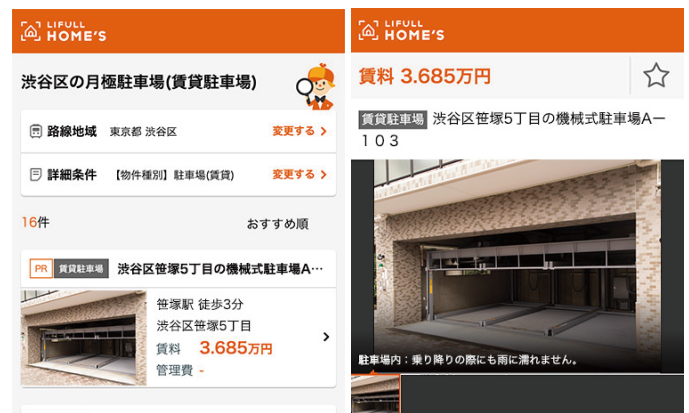 LIFULL
HOME'S
渋谷区の月極駐車場(賃貸駐車場)
路線地域 東京都 渋谷区 変更する
詳細条件 【物件種別】駐車場(賃貸) 変更する
16件 おすすめ順
PR 賃貸駐車場 渋谷区笹塚5丁目の機械式駐車場A…
笹塚駅 徒歩3分
渋谷区笹塚5丁目
賃料 3.685万円
管理費 -
LIFULL
HOME'S
賃料 3.685万円
賃貸駐車場 渋谷区笹塚5丁目の機械式駐車場Aー
１０３
駐車場内：乗り降りの際にも雨に濡れません。